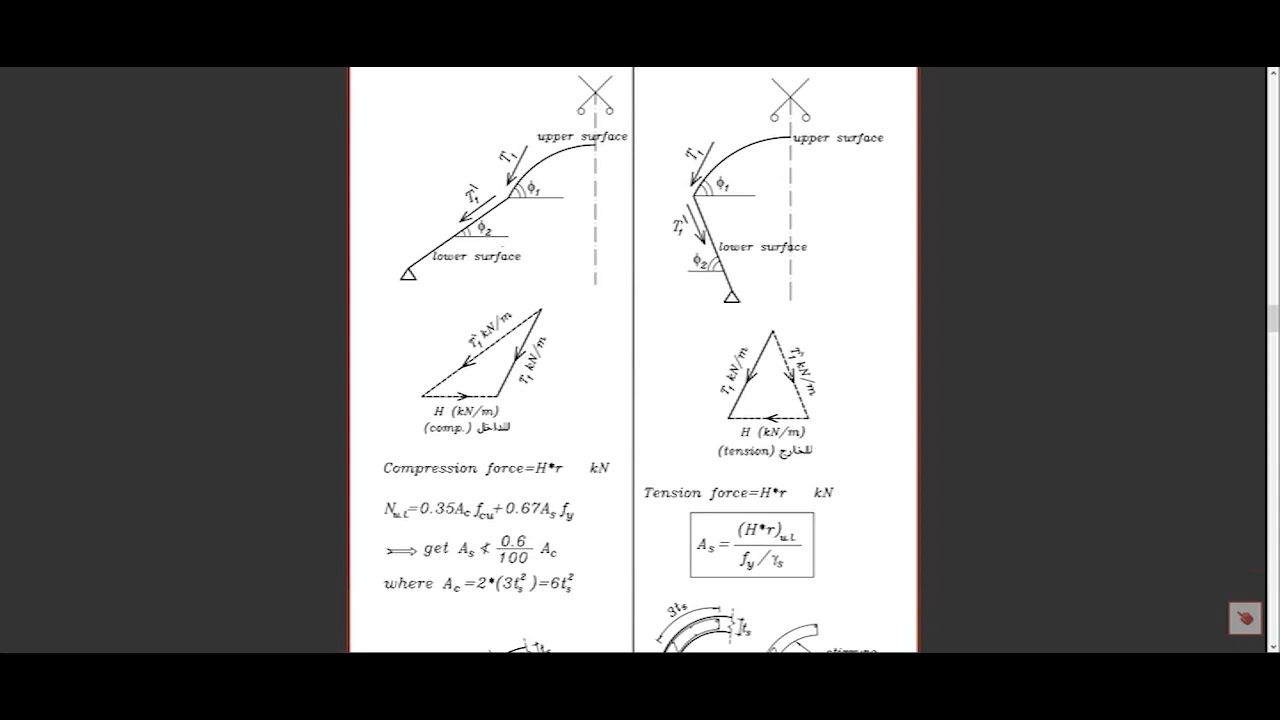 upper surface
T₁
ϕ₁
T₁\
ϕ₂
lower surface
T₁\ kN/m
T₁ kN/m
H (kN/m)
(comp.) للداخل
Compression force=H*r kN
Nu.l=0.35Ac fcu+0.67As fy
⟹ get As ≮ 0.6/100 Ac
where Ac=2*(3ts²)=6ts²
ts
upper surface
T₁
ϕ₁
T₁\
lower surface
ϕ₂
T₁ kN/m
T₁\ kN/m
H (kN/m)
(tension) للخارج
Tension force=H*r kN
As = (H*r)u.l / fy/γs
3ts
ts